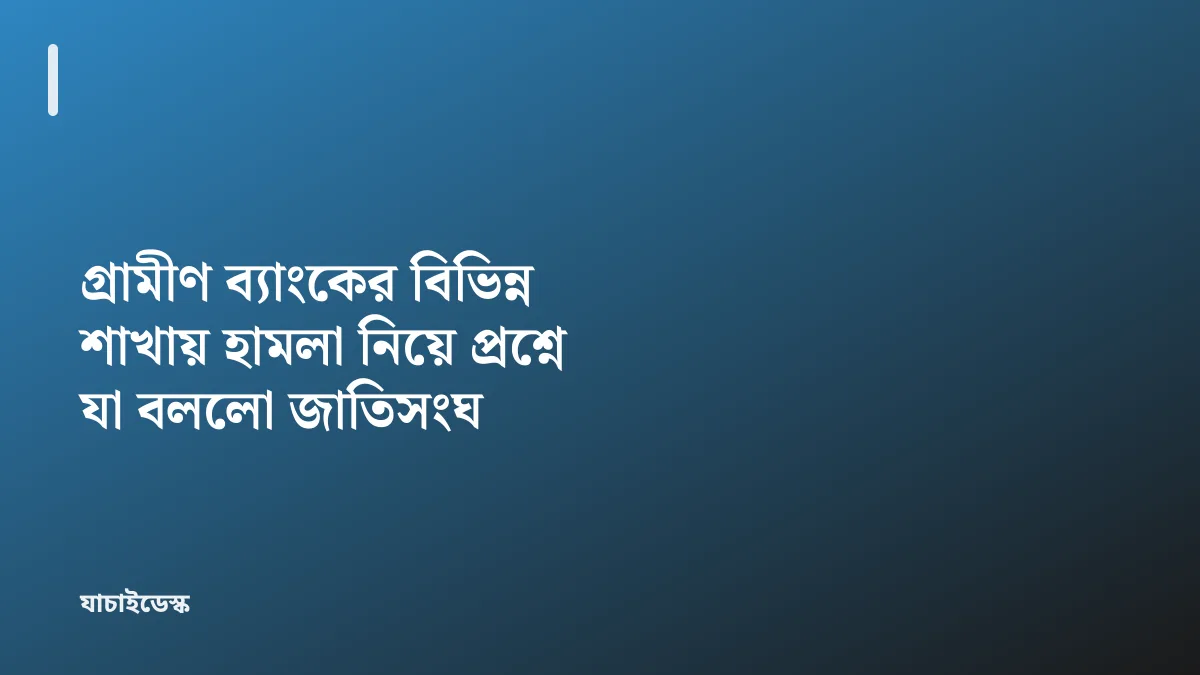 গ্রামীণ ব্যাংকের বিভিন্ন
শাখায় হামলা নিয়ে প্রশ্নে
যা বললো জাতিসংঘ
যাচাইডেস্ক